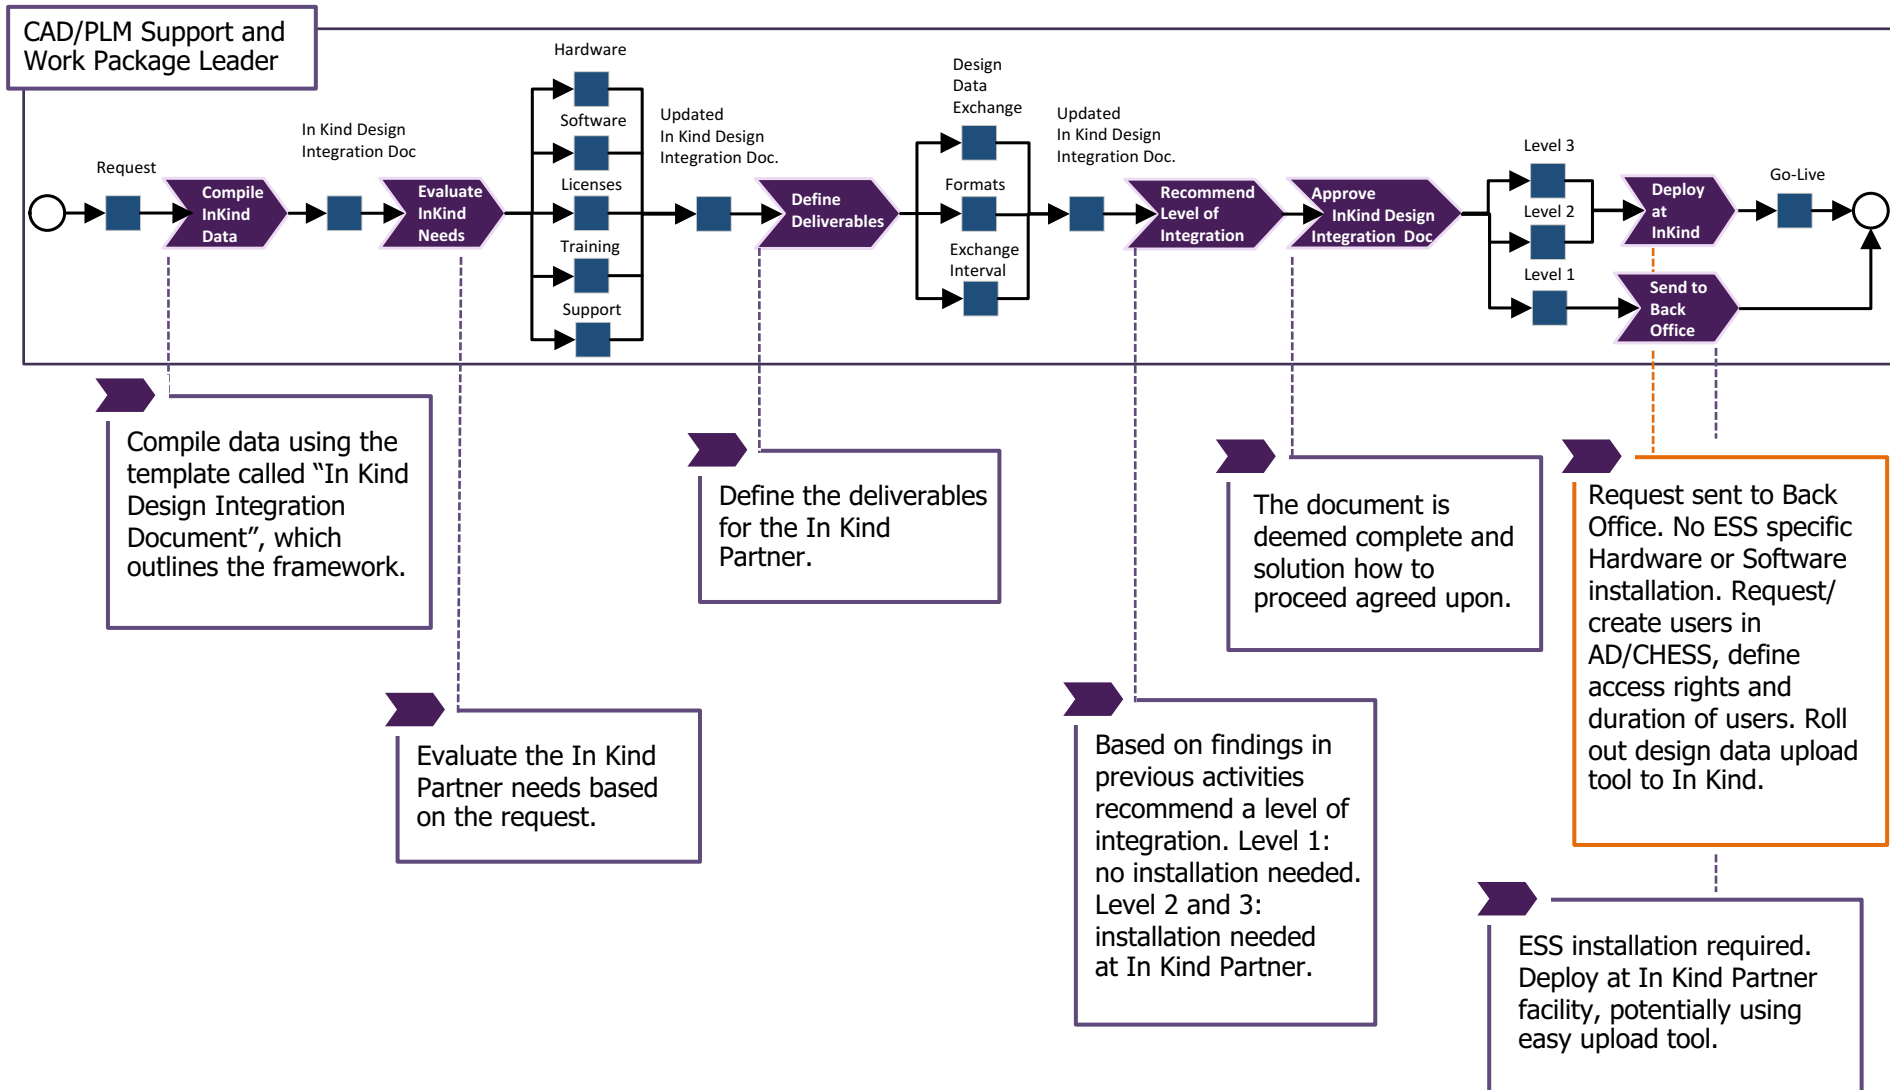 CAD/PLM Support and
Work Package Leader
Request
Compile
InKind
Data
In Kind Design
Integration Doc
Evaluate
InKind
Needs
Hardware
Software
Licenses
Training
Support
Updated
In Kind Design
Integration Doc.
Define
Deliverables
Design
Data
Exchange
Formats
Exchange
Interval
Updated
In Kind Design
Integration Doc.
Recommend
Level of
Integration
Approve
InKind Design
Integration Doc
Level 3
Level 2
Level 1
Deploy
at
InKind
Send to
Back
Office
Go-Live
Compile data using the
template called “In Kind
Design Integration
Document”, which
outlines the framework.
Evaluate the In Kind
Partner needs based
on the request.
Define the deliverables
for the In Kind
Partner.
Based on findings in
previous activities
recommend a level of
integration. Level 1:
no installation needed.
Level 2 and 3:
installation needed
at In Kind Partner.
The document is
deemed complete and
solution how to
proceed agreed upon.
Request sent to Back
Office. No ESS specific
Hardware or Software
installation. Request/
create users in
AD/CHESS, define
access rights and
duration of users. Roll
out design data upload
tool to In Kind.
ESS installation required.
Deploy at In Kind Partner
facility, potentially using
easy upload tool.